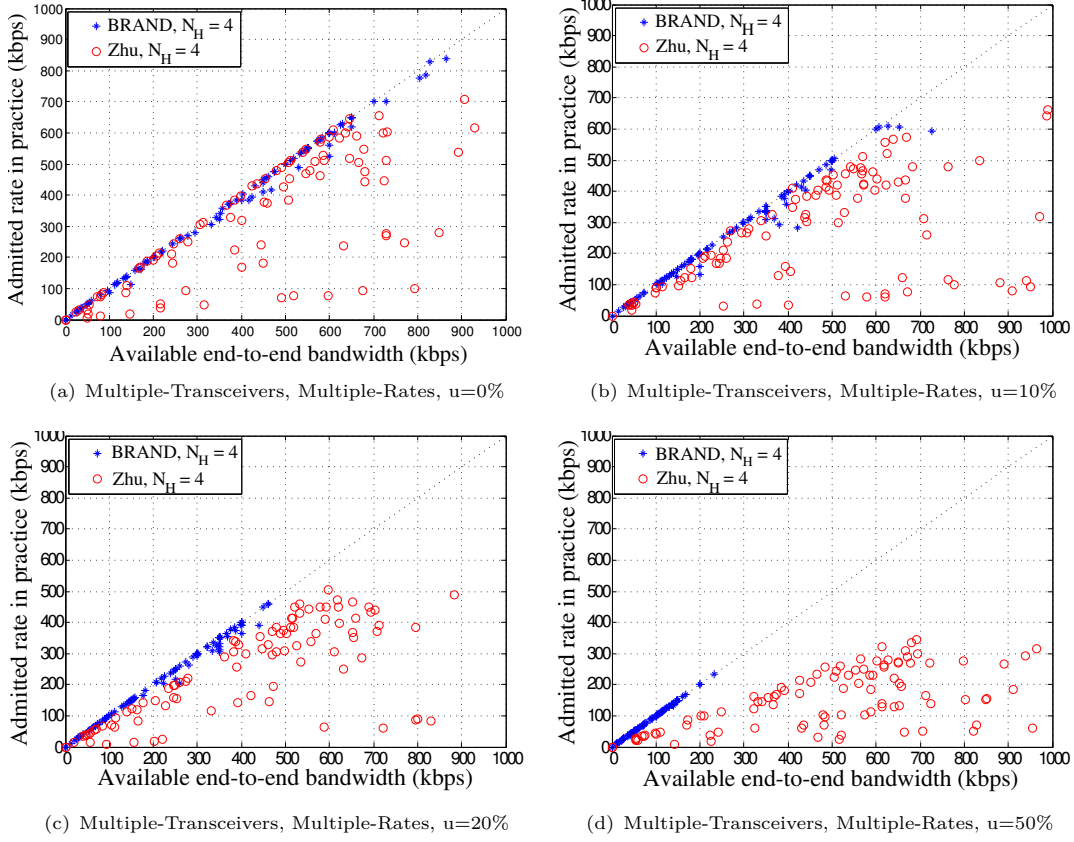 1000
900
800
700
600
500
400
300
200
100
0
Admitted rate in practice (kbps)
BRAND, N_H = 4
Zhu, N_H = 4
0 100 200 300 400 500 600 700 800 900 1000
Available end-to-end bandwidth (kbps)
(a) Multiple-Transceivers, Multiple-Rates, u=0%
1000
900
800
700
600
500
400
300
200
100
0
Admitted rate in practice (kbps)
BRAND, N_H = 4
Zhu, N_H = 4
0 100 200 300 400 500 600 700 800 900 1000
Available end-to-end bandwidth (kbps)
(b) Multiple-Transceivers, Multiple-Rates, u=10%
1000
900
800
700
600
500
400
300
200
100
0
Admitted rate in practice (kbps)
BRAND, N_H = 4
Zhu, N_H = 4
0 100 200 300 400 500 600 700 800 900 1000
Available end-to-end bandwidth (kbps)
(c) Multiple-Transceivers, Multiple-Rates, u=20%
1000
900
800
700
600
500
400
300
200
100
0
Admitted rate in practice (kbps)
BRAND, N_H = 4
Zhu, N_H = 4
0 100 200 300 400 500 600 700 800 900 1000
Available end-to-end bandwidth (kbps)
(d) Multiple-Transceivers, Multiple-Rates, u=50%